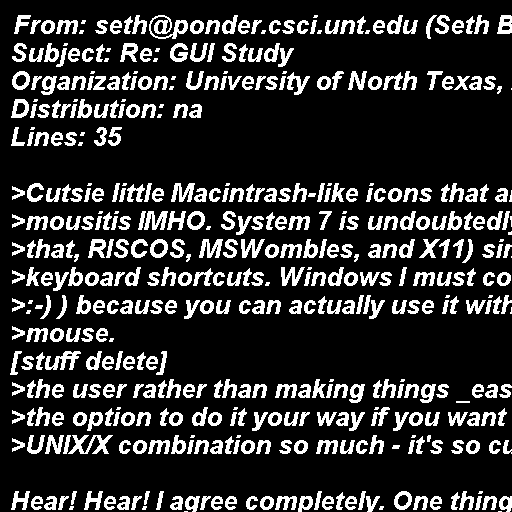 From: seth@ponder.csci.unt.edu (Seth B
Subject: Re: GUI Study
Organization: University of North Texas,
Distribution: na
Lines: 35

>Cutsie little Macintrash-like icons that a
>mousitis IMHO. System 7 is undoubtedly
>that, RISCOS, MSWombles, and X11) sin
>keyboard shortcuts. Windows I must co
>:-) ) because you can actually use it with
>mouse.
[stuff delete]
>the user rather than making things _eas
>the option to do it your way if you want
>UNIX/X combination so much - it's so cu

Hear! Hear! I agree completely. One thing